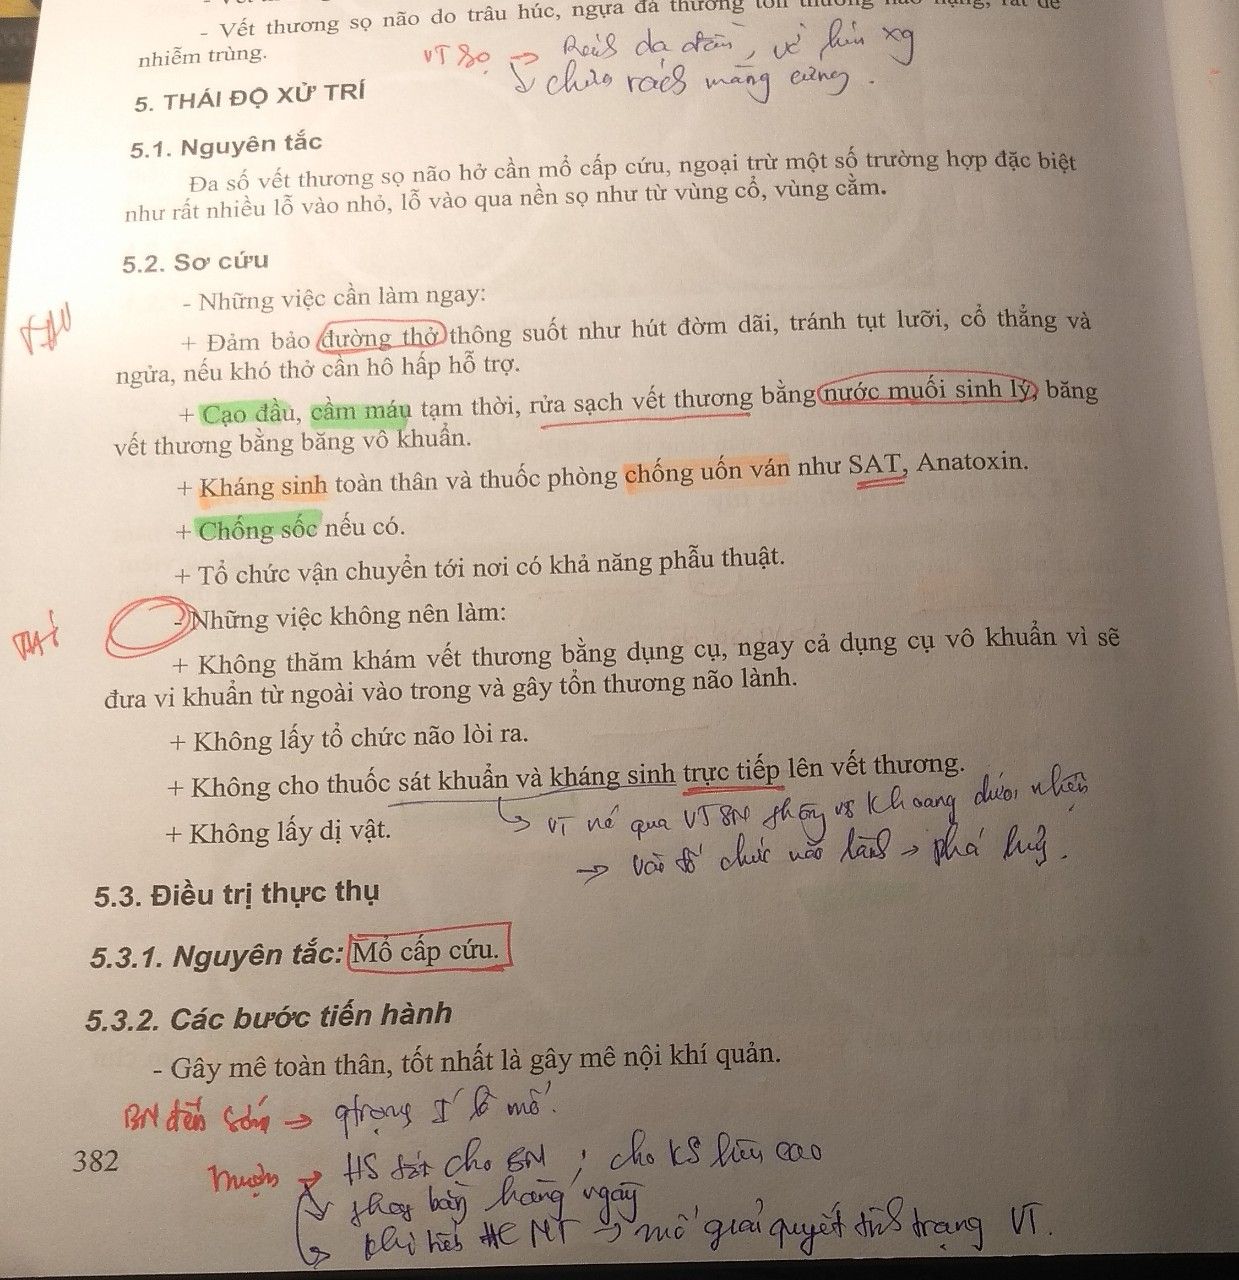 - Vết thương sọ não do trâu húc, ngựa đá thường tổn thương não nặng, rất dễ
nhiễm trùng.
VT Sọ → Rách da đầu, vỡ lún xg
↳ chưa rách màng cứng.
5. THÁI ĐỘ XỬ TRÍ
5.1. Nguyên tắc
Đa số vết thương sọ não hở cần mổ cấp cứu, ngoại trừ một số trường hợp đặc biệt
như rất nhiều lỗ vào nhỏ, lỗ vào qua nền sọ như từ vùng cổ, vùng cằm.
5.2. Sơ cứu
- Những việc cần làm ngay:
+ Đảm bảo đường thở thông suốt như hút đờm dãi, tránh tụt lưỡi, cổ thẳng và
ngửa, nếu khó thở cần hô hấp hỗ trợ.
+ Cạo đầu, cầm máu tạm thời, rửa sạch vết thương bằng nước muối sinh lý, băng
vết thương bằng băng vô khuẩn.
+ Kháng sinh toàn thân và thuốc phòng chống uốn ván như SAT, Anatoxin.
+ Chống sốc nếu có.
+ Tổ chức vận chuyển tới nơi có khả năng phẫu thuật.
- Những việc không nên làm:
+ Không thăm khám vết thương bằng dụng cụ, ngay cả dụng cụ vô khuẩn vì sẽ
đưa vi khuẩn từ ngoài vào trong và gây tổn thương não lành.
+ Không lấy tổ chức não lòi ra.
+ Không cho thuốc sát khuẩn và kháng sinh trực tiếp lên vết thương.
↳ vì nó qua VTSN thông vs khoang dưới nhện
+ Không lấy dị vật.
→ vào tổ chức não lành → phá huỷ.
5.3. Điều trị thực thụ
5.3.1. Nguyên tắc: Mổ cấp cứu.
5.3.2. Các bước tiến hành
- Gây mê toàn thân, tốt nhất là gây mê nội khí quản.
BN đến sớm → qtrọng I là mổ.
382
Muộn → HS tốt cho BN; cho KS liều cao
↳ thay băng hàng ngày
↳ khi hết HCNT → mổ giải quyết tình trạng VT.